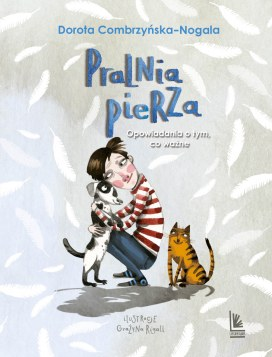 Dorota Combrzyńska-Nogala
Pralnia
pierza
Opowiadania o tym,
co ważne
ilustracje
Grażyna Rigall